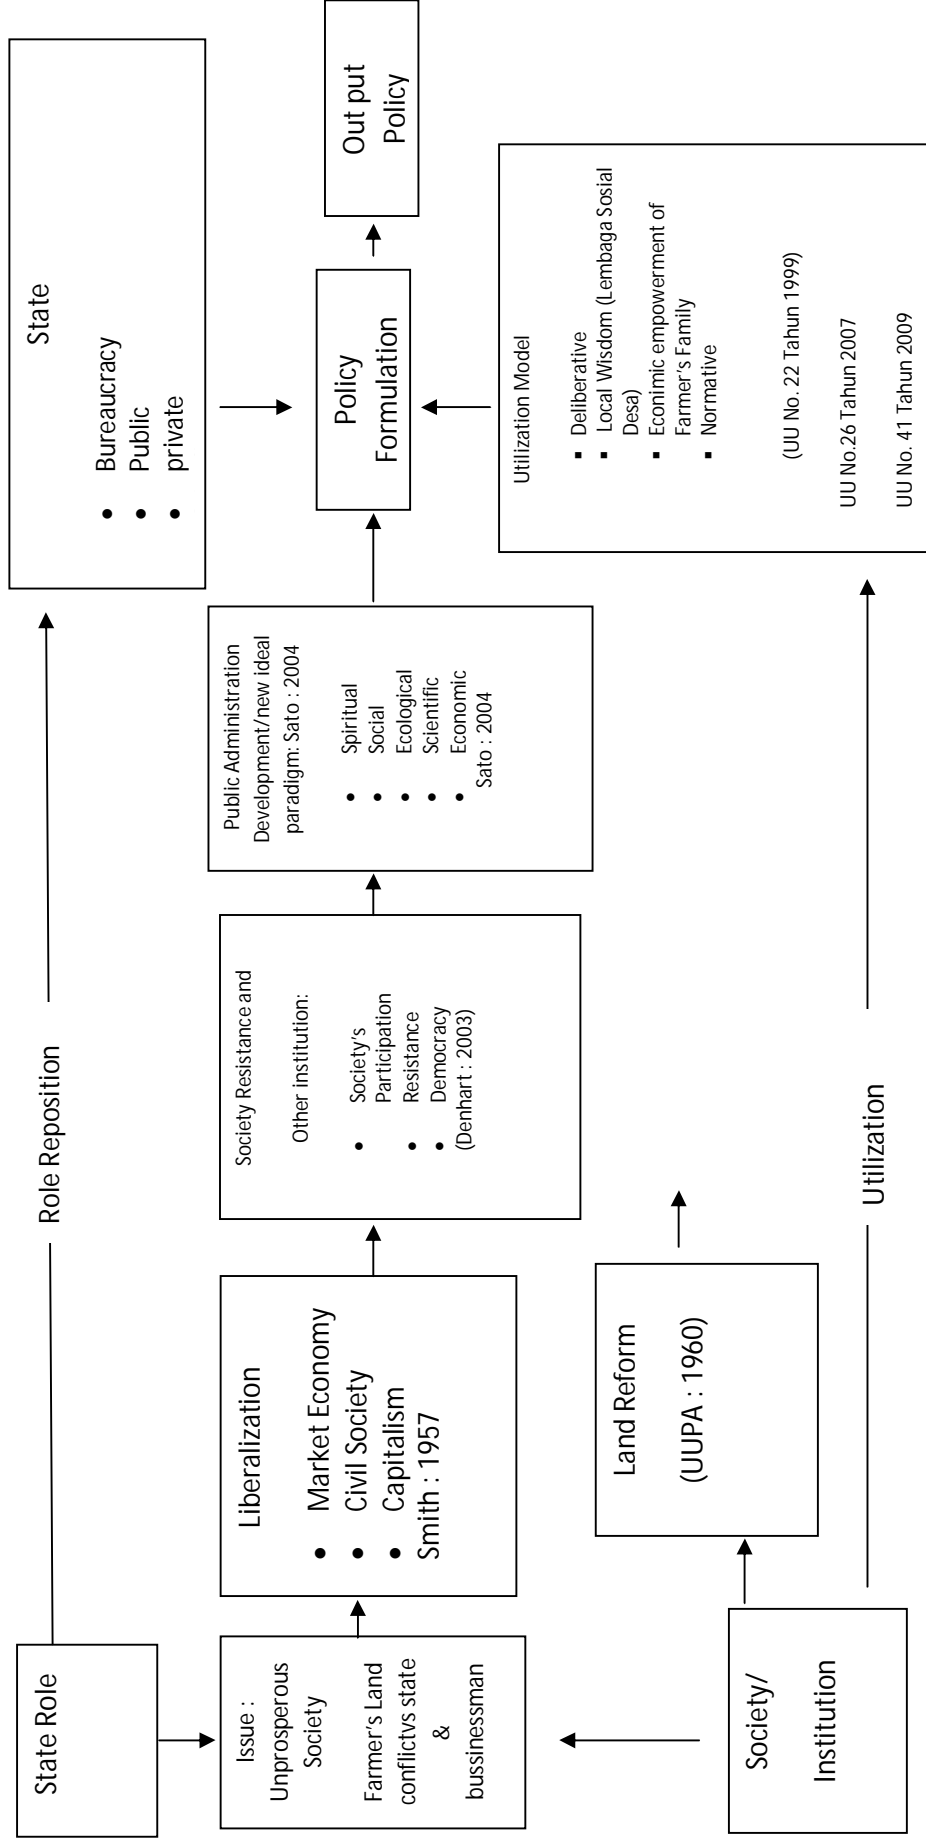 State Role
Role Reposition
State
• Bureaucracy
• Public
• private
Issue :
Unprosperous
Society
Farmer's Land
conflictvs state
&
bussinessman
Liberalization
• Market Economy
• Civil Society
• Capitalism
Smith : 1957
Society Resistance and
Other institution:
• Society's
Participation
• Resistance
• Democracy
(Denhart : 2003)
Public Administration
Development/new ideal
paradigm: Sato : 2004
• Spiritual
• Social
• Ecological
• Scientific
• Economic
Sato : 2004
Policy
Formulation
Out put
Policy
Society/
Institution
Land Reform
(UUPA : 1960)
Utilization
Utilization Model
▪ Deliberative
▪ Local Wisdom (Lembaga Sosial
Desa)
▪ Econimic empowerment of
Farmer's Family
▪ Normative
(UU No. 22 Tahun 1999)
UU No.26 Tahun 2007
UU No. 41 Tahun 2009